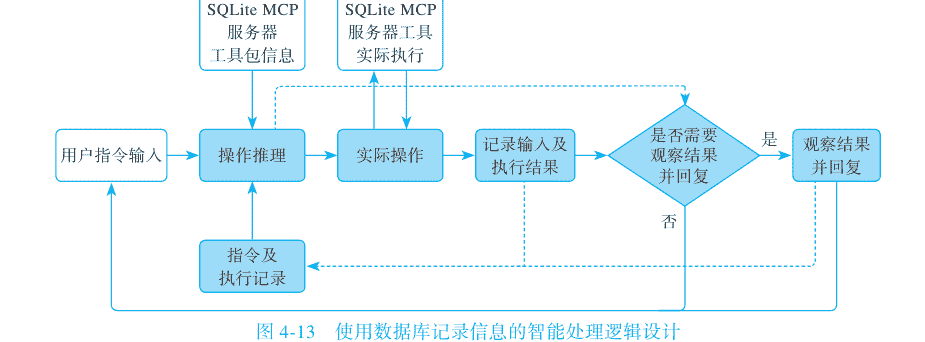 SQLite MCP
服务器
工具包信息
SQLite MCP
服务器工具
实际执行
用户指令输入
操作推理
实际操作
记录输入及
执行结果
是否需要
观察结果
并回复
是
观察结果
并回复
否
指令及
执行记录
图 4-13 使用数据库记录信息的智能处理逻辑设计